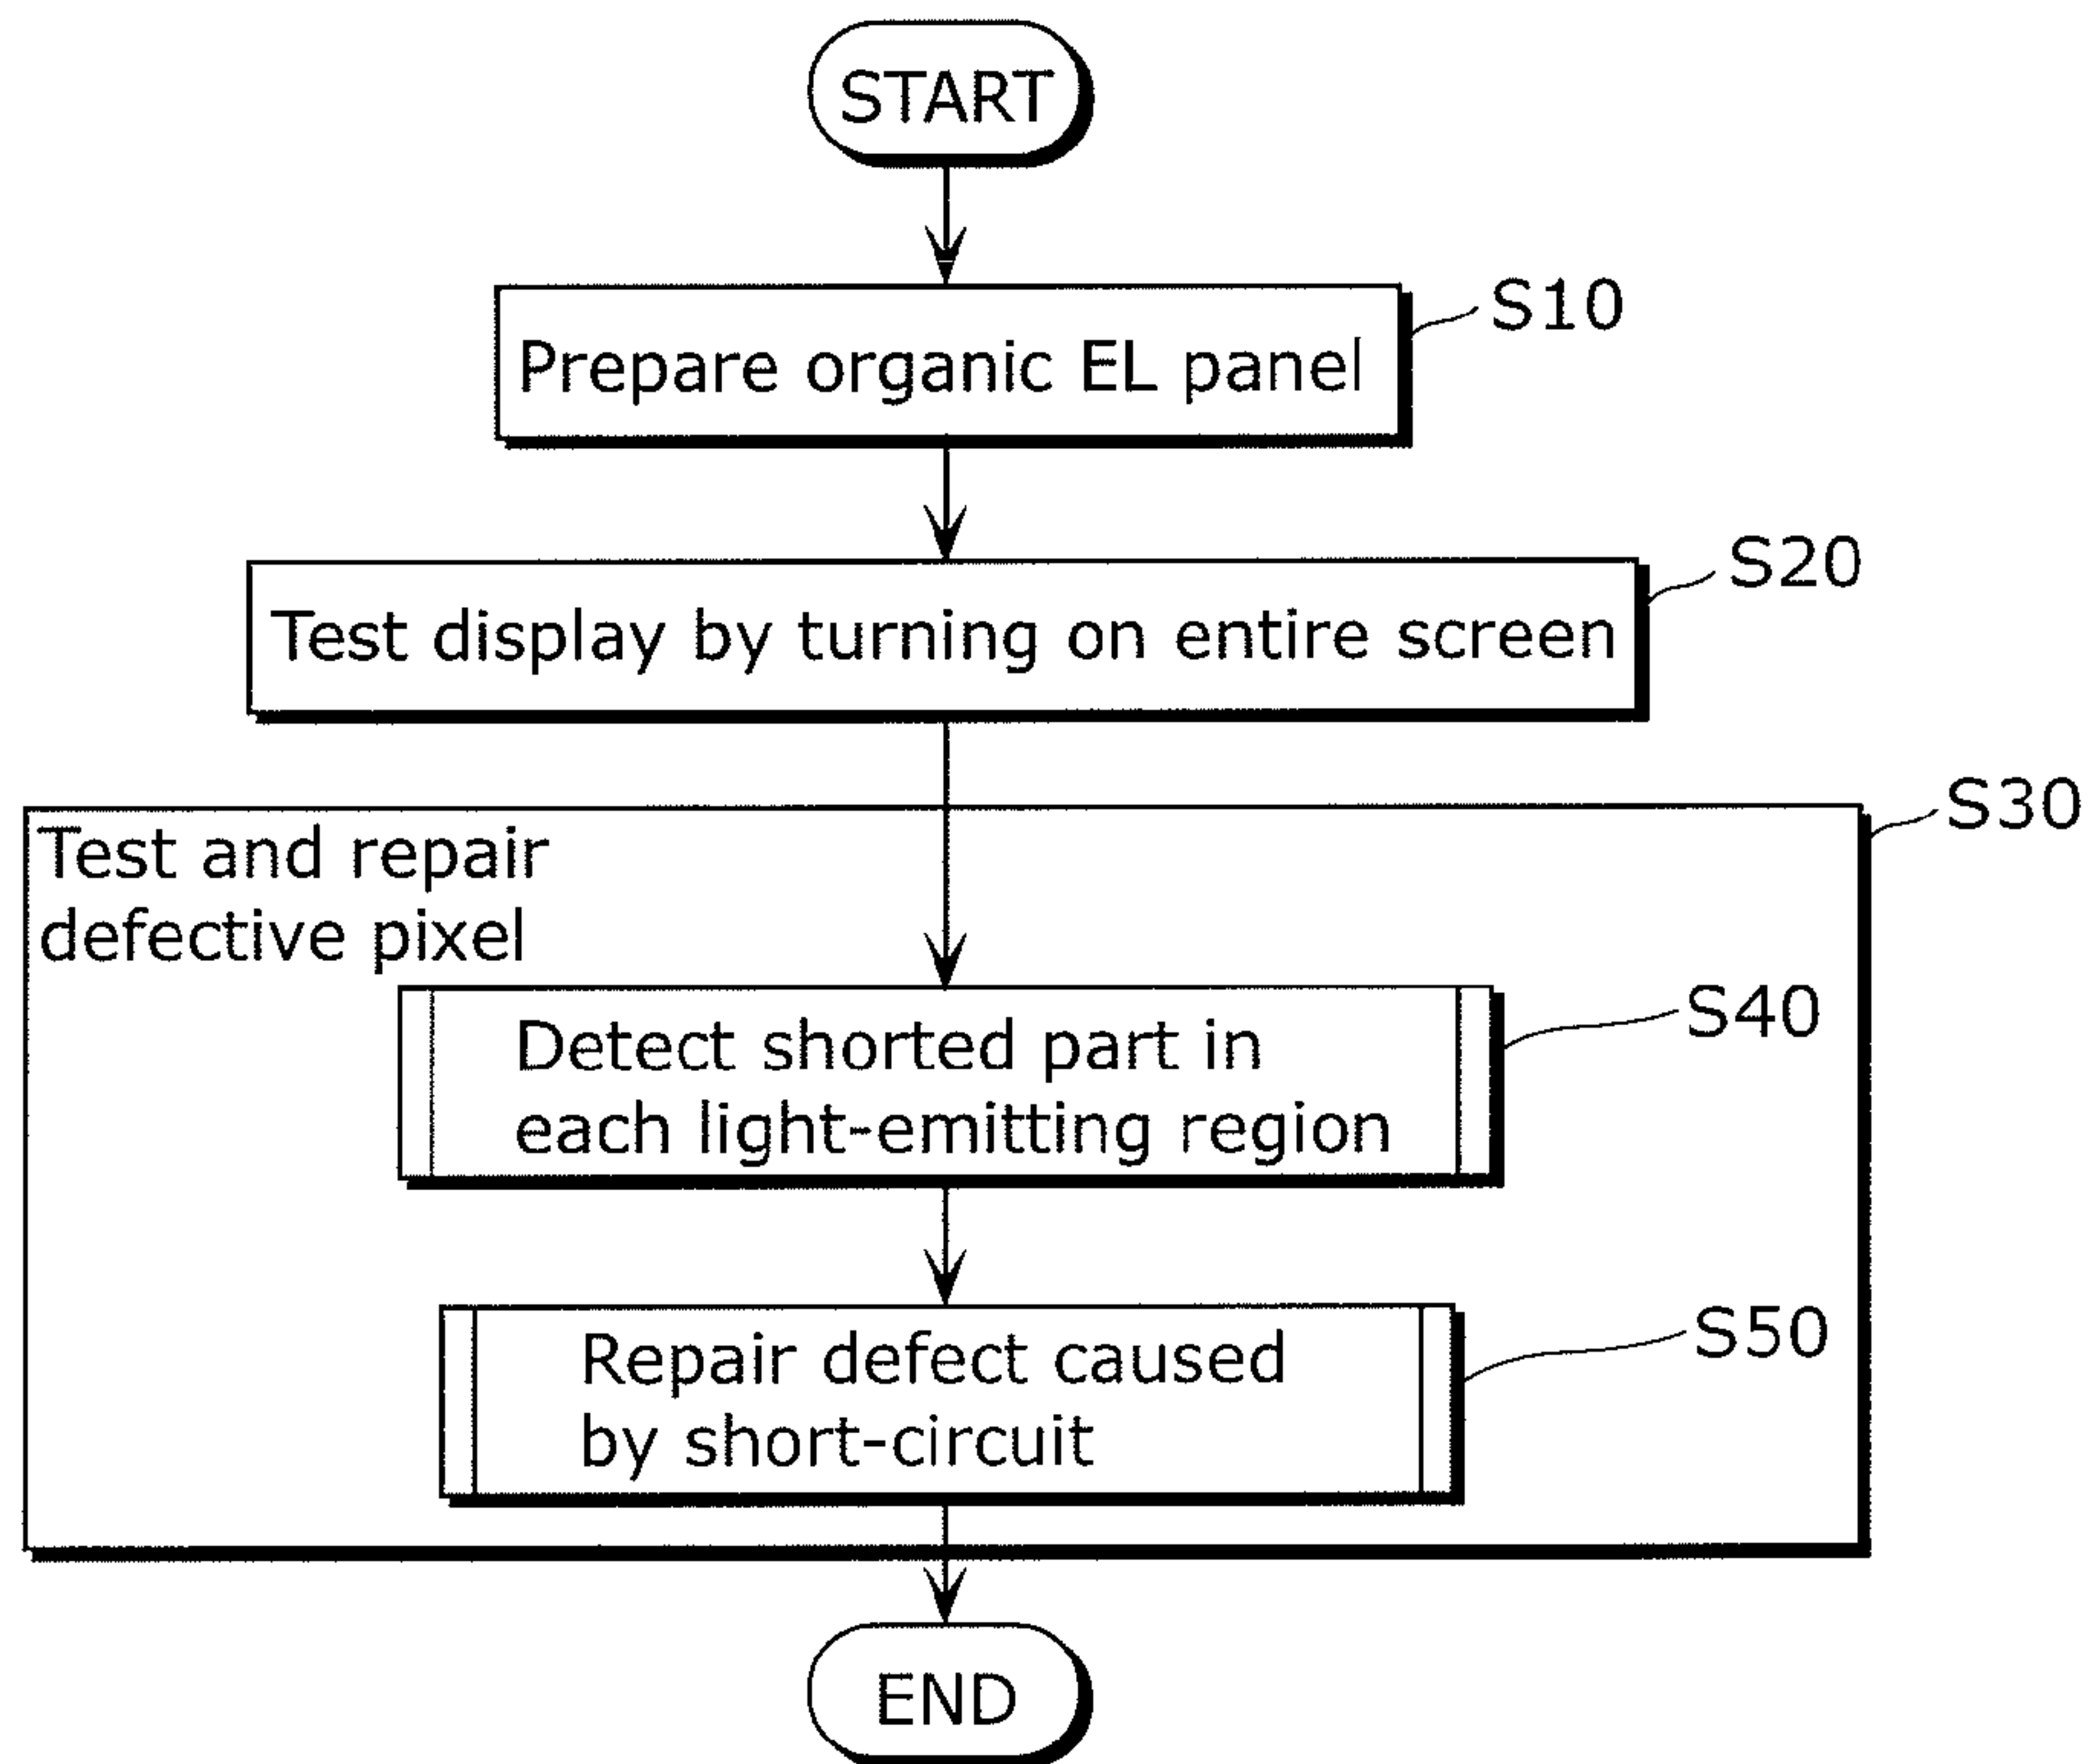 START
Prepare organic EL panel
S10
Test display by turning on entire screen
S20
S30
Test and repair
defective pixel
Detect shorted part in
each light-emitting region
S40
Repair defect caused
by short-circuit
S50
END